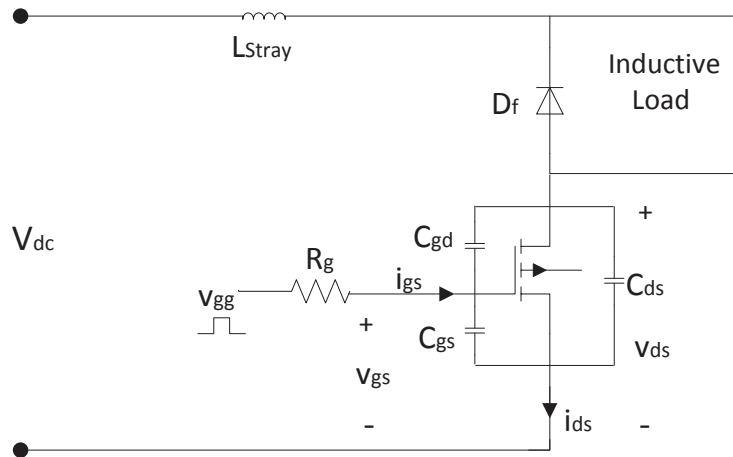 LStray
Inductive
Load
Df
+
Vdc
Cgd
Rg
igs
Cds
vgg
+
Cgs
vds
vgs
-
ids
-